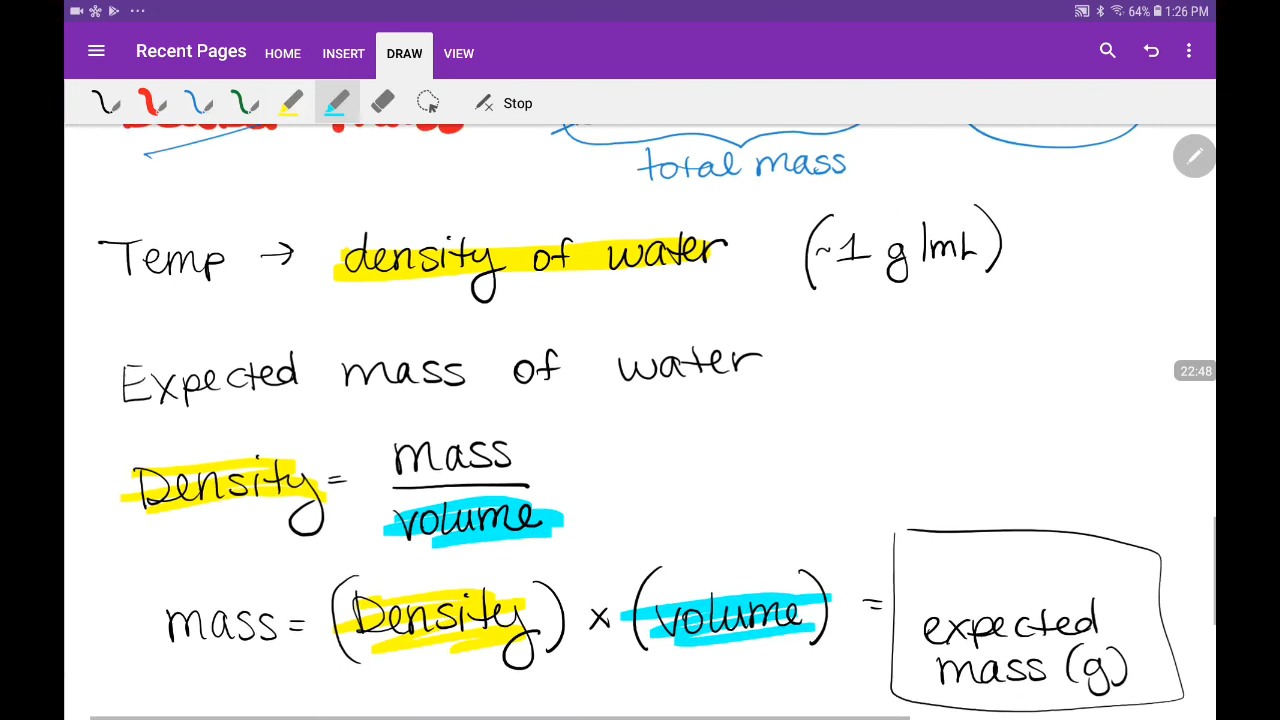 64% 1:26 PM
Recent Pages HOME INSERT DRAW VIEW
Stop
total mass
Temp → density of water (~1 g/mL)
22:48
Expected mass of water
Density = mass
volume
mass = (Density) × (volume) = expected
mass (g)